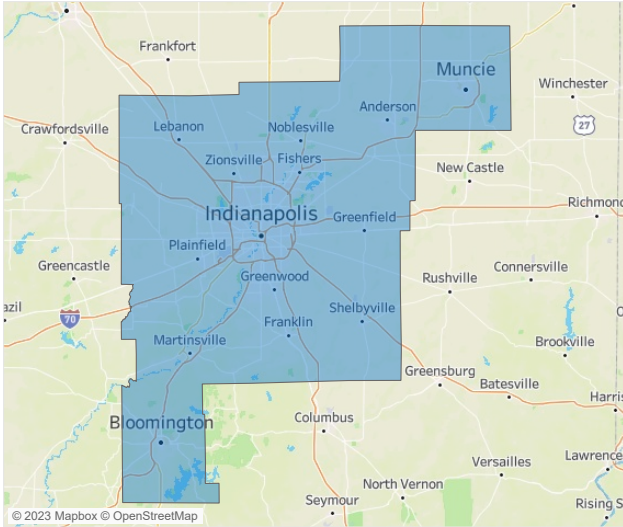 Frankfort
Muncie
Winchester
Anderson
Crawfordsville
Lebanon
Noblesville
27
Zionsville
Fishers
New Castle
Indianapolis
Greenfield
Richmond
Plainfield
Greencastle
Greenwood
Rushville
Connersville
azil
70
Shelbyville
Franklin
Martinsville
Brookville
Greensburg
Batesville
Harris
Bloomington
Columbus
Lawrence
Versailles
North Vernon
Seymour
Rising S
© 2023 Mapbox © OpenStreetMap